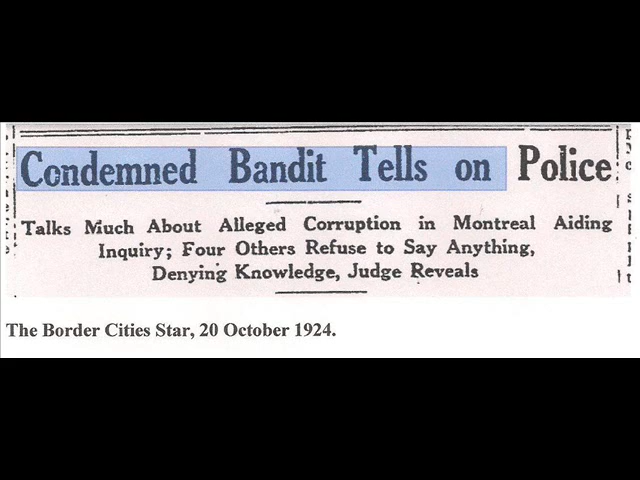 Condemned Bandit Tells on Police
Talks Much About Alleged Corruption in Montreal Aiding
Inquiry; Four Others Refuse to Say Anything,
Denying Knowledge, Judge Reveals
The Border Cities Star, 20 October 1924.